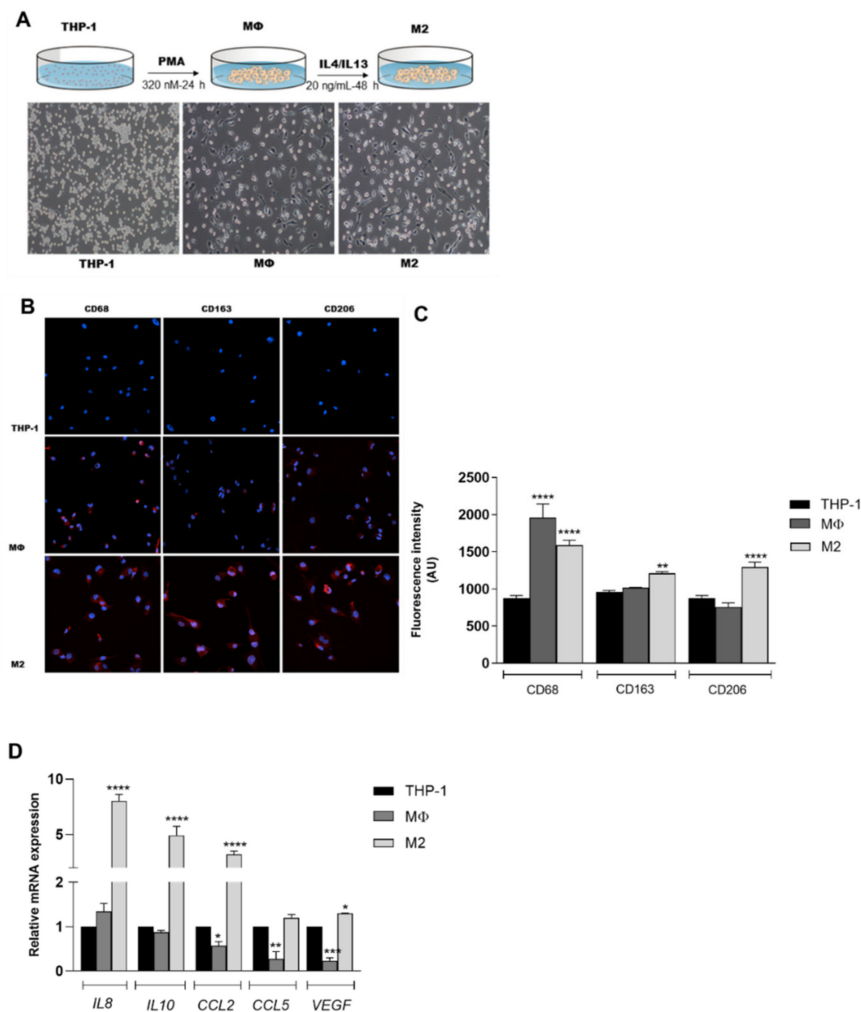 A
THP-1
MΦ
M2
PMA
320 nM-24 h
IL4/IL13
20 ng/mL-48 h
THP-1
MΦ
M2
B
CD68
CD163
CD206
THP-1
MΦ
M2
C
Fluorescence intensity
(AU)
2500
2000
1500
1000
500
0
****
****
**
****
CD68
CD163
CD206
THP-1
MΦ
M2
D
Relative mRNA expression
10
5
2
1
0
****
****
****
*
**
***
*
IL8
IL10
CCL2
CCL5
VEGF
THP-1
MΦ
M2